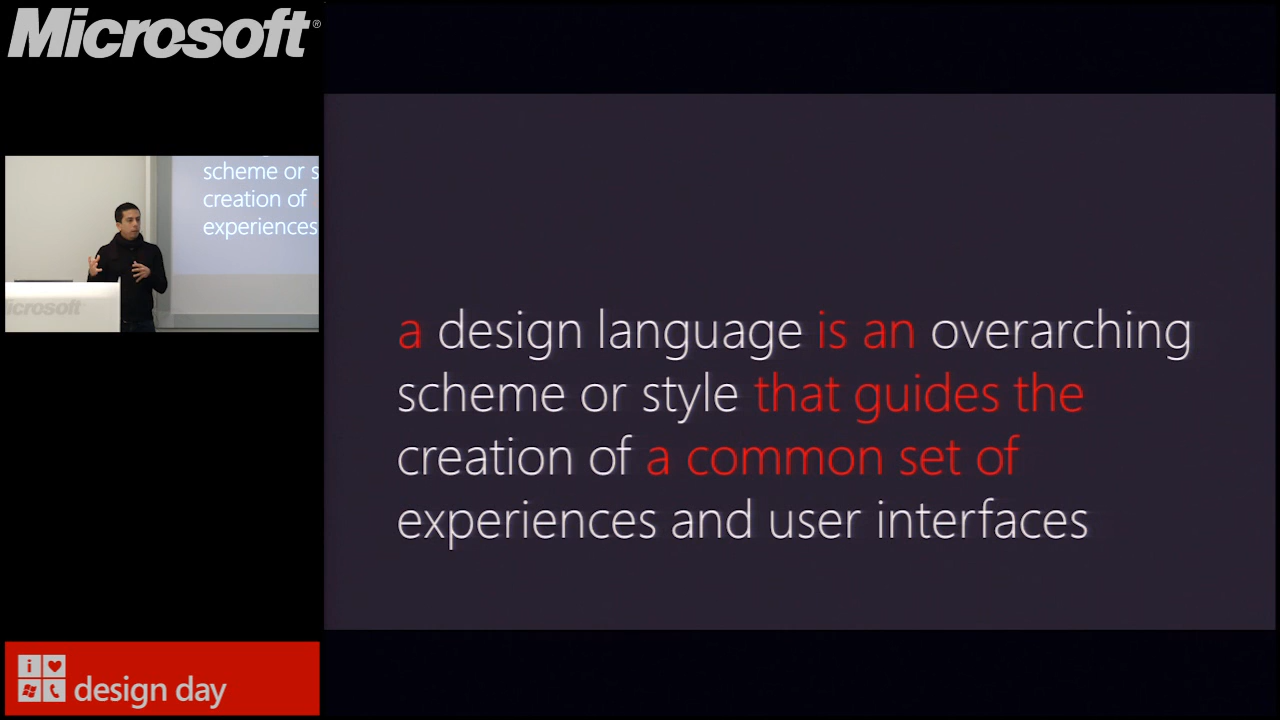 Microsoft®
scheme or s
creation of
experiences
icrosoft
a design language is an overarching
scheme or style that guides the
creation of a common set of
experiences and user interfaces
i
design day